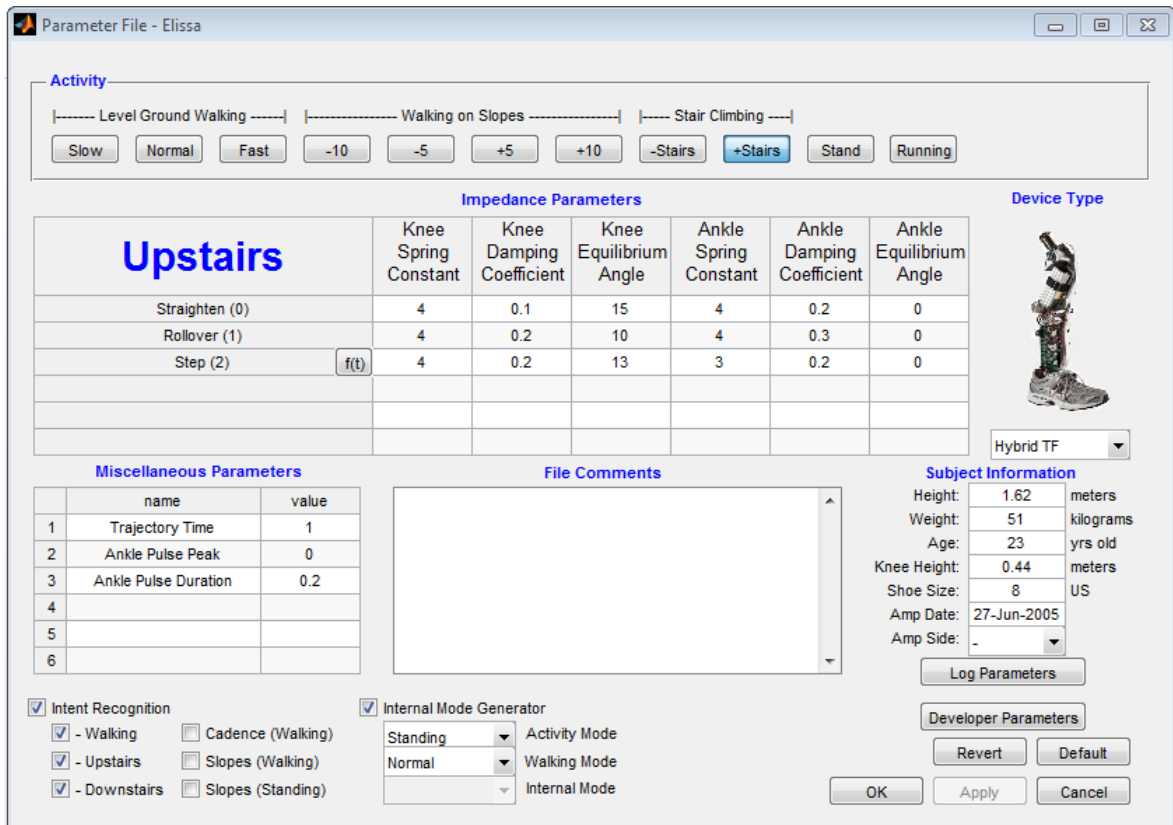 Parameter File - Elissa
Activity
|------- Level Ground Walking ------| |---------------- Walking on Slopes ----------------| |----- Stair Climbing ----|
Slow Normal Fast -10 -5 +5 +10 -Stairs +Stairs Stand Running
Impedance Parameters
Device Type
Upstairs
Knee Spring Constant
Knee Damping Coefficient
Knee Equilibrium Angle
Ankle Spring Constant
Ankle Damping Coefficient
Ankle Equilibrium Angle
Straighten (0) 4 0.1 15 4 0.2 0
Rollover (1) 4 0.2 10 4 0.3 0
Step (2) f(t) 4 0.2 13 3 0.2 0
Hybrid TF
Miscellaneous Parameters
name value
1 Trajectory Time 1
2 Ankle Pulse Peak 0
3 Ankle Pulse Duration 0.2
4
5
6
File Comments
Subject Information
Height: 1.62 meters
Weight: 51 kilograms
Age: 23 yrs old
Knee Height: 0.44 meters
Shoe Size: 8 US
Amp Date: 27-Jun-2005
Amp Side: -
Log Parameters
Intent Recognition
- Walking Cadence (Walking)
- Upstairs Slopes (Walking)
- Downstairs Slopes (Standing)
Internal Mode Generator
Standing Activity Mode
Normal Walking Mode
Internal Mode
Developer Parameters
Revert Default
OK Apply Cancel